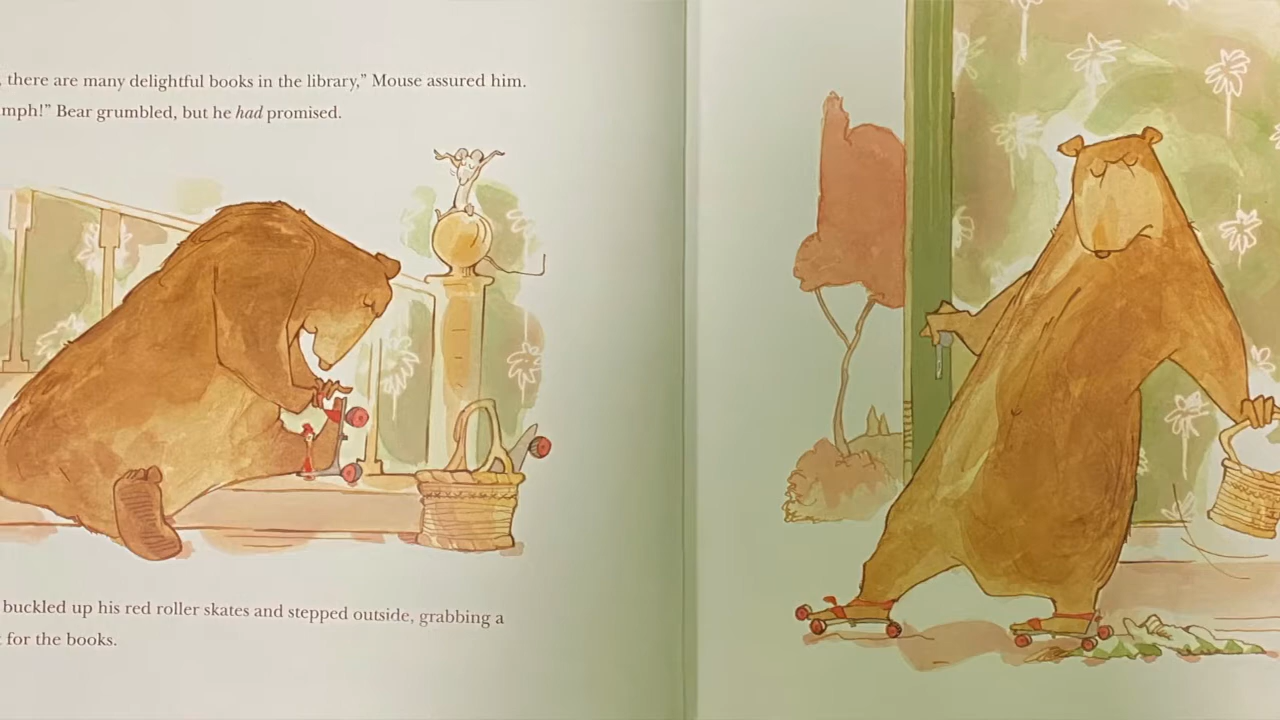 , there are many delightful books in the library,” Mouse assured him.
mph!” Bear grumbled, but he had promised.
buckled up his red roller skates and stepped outside, grabbing a
for the books.